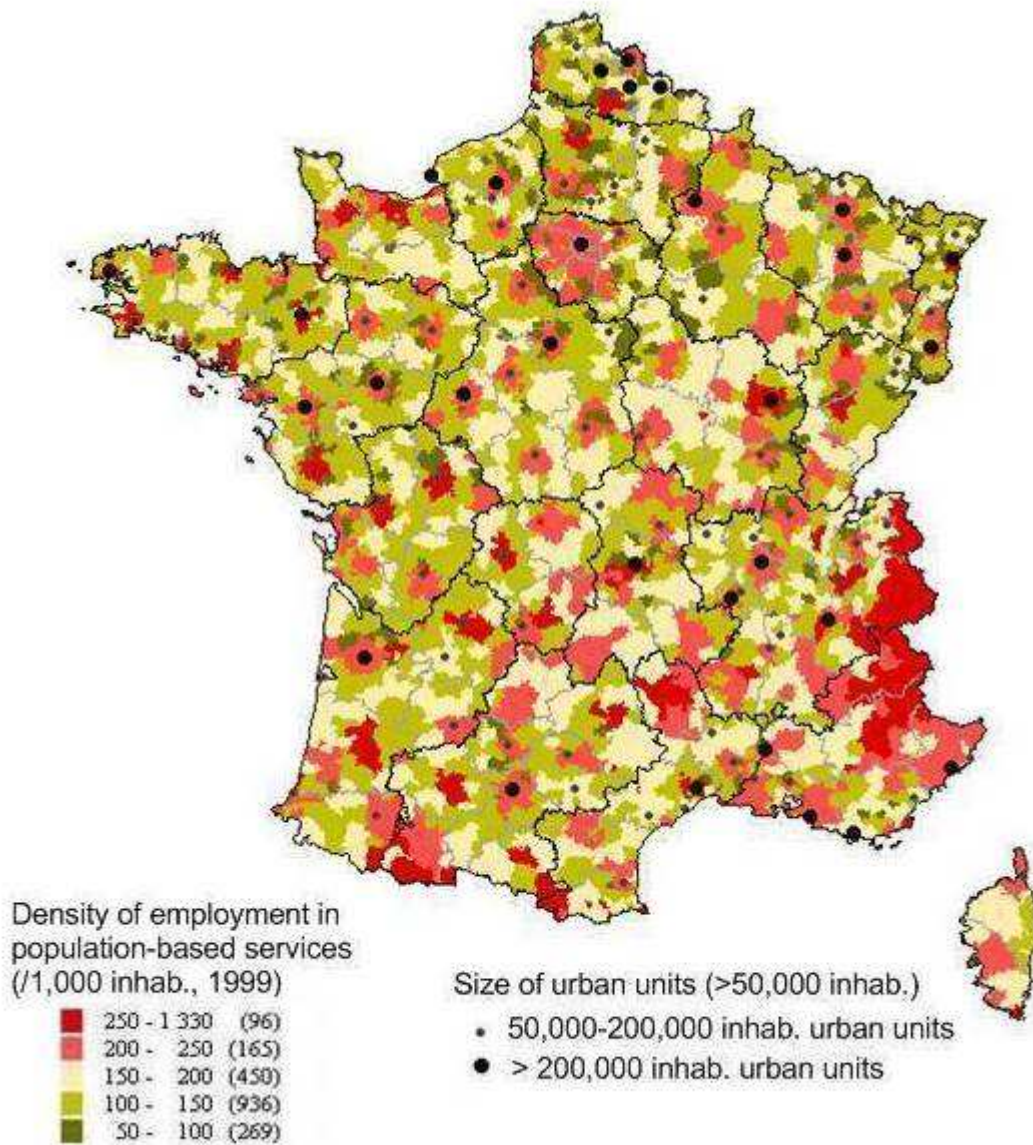 Density of employment in
population-based services
(/1,000 inhab., 1999)
250 - 1 330 (96)
200 - 250 (165)
150 - 200 (450)
100 - 150 (936)
50 - 100 (269)
Size of urban units (>50,000 inhab.)
50,000-200,000 inhab. urban units
> 200,000 inhab. urban units